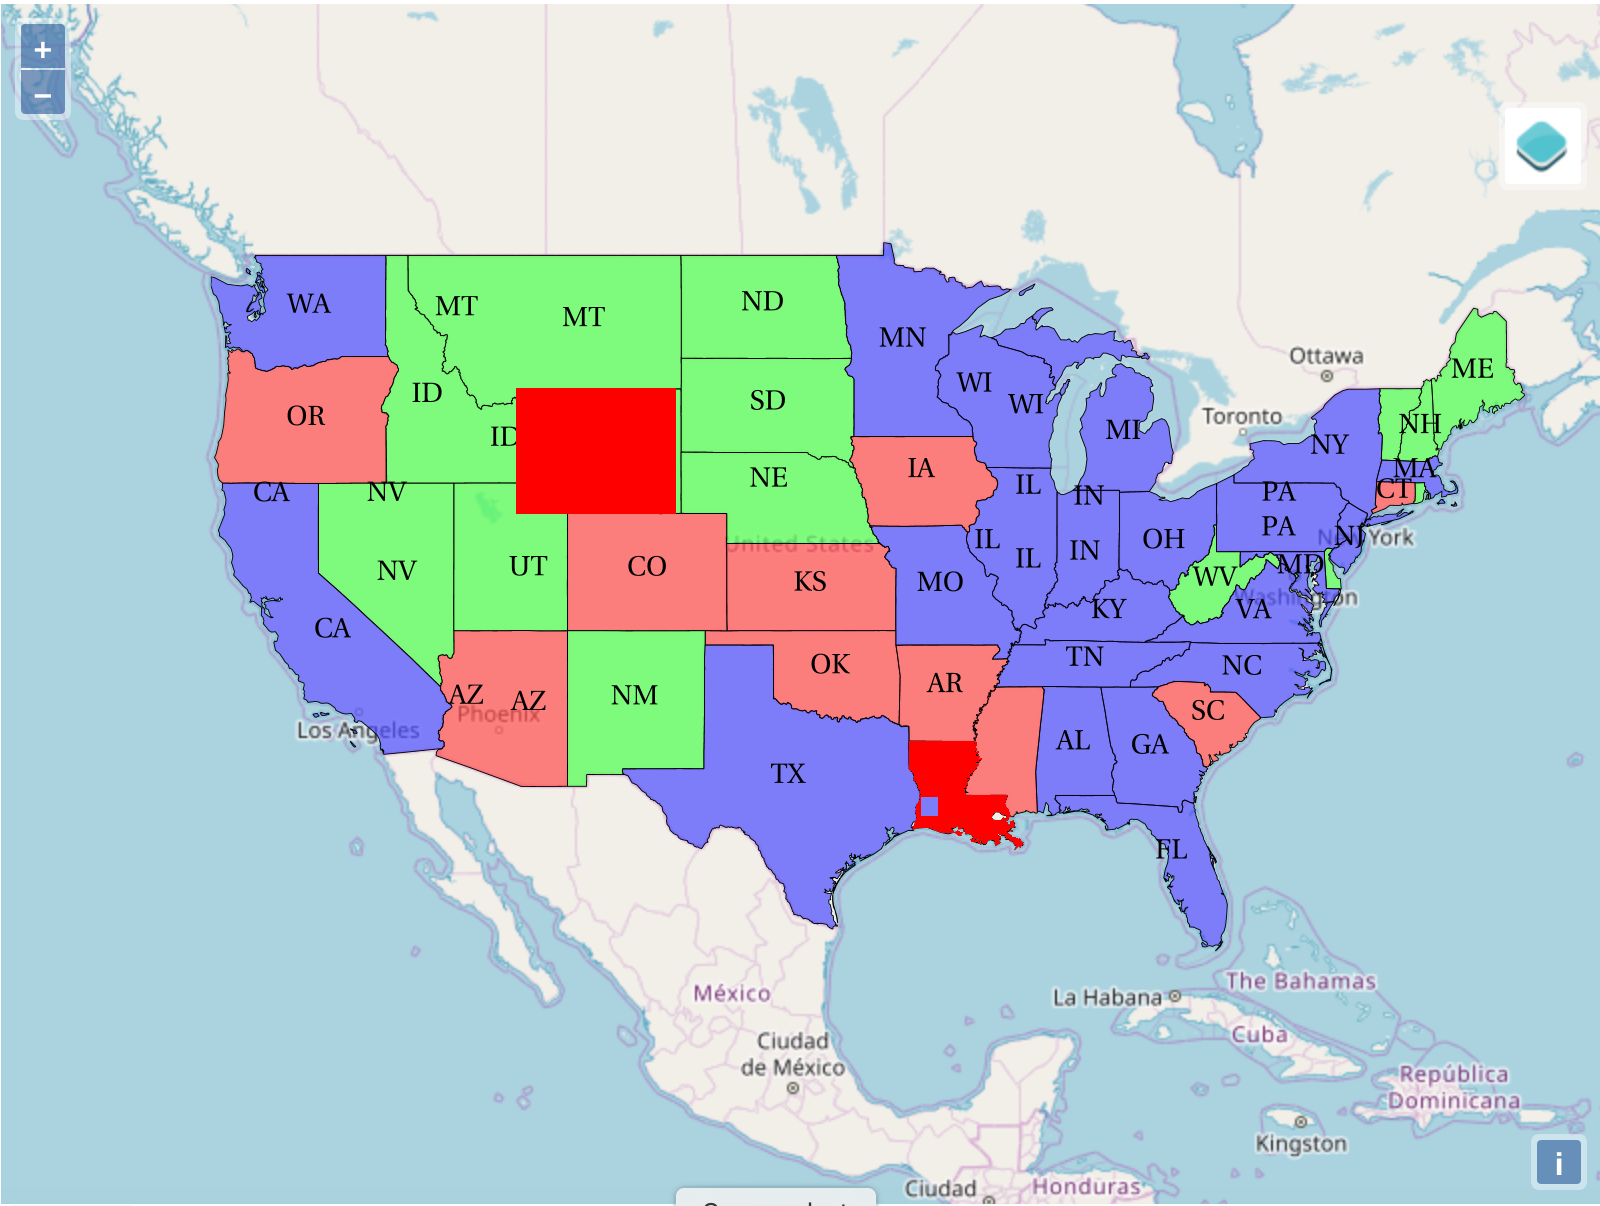 +
−
WA
MT
MT
ND
MN
OR
ID
ID
SD
WI
WI
MI
Ottawa
ME
Toronto
NH
NY
CA
NV
NE
IA
IL
IN
PA
MA
CT
NV
UT
CO
United States
KS
MO
IL
IL
IN
OH
PA
NJ
New York
WV
MD
Washington
VA
KY
CA
AZ
AZ
Phoenix
Los Angeles
NM
OK
AR
TN
NC
SC
TX
AL
GA
FL
México
Ciudad
de México
La Habana
The Bahamas
Cuba
República
Dominicana
Kingston
Ciudad
Honduras
i